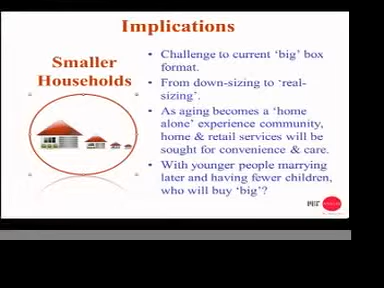 Implications
Smaller
Households
• Challenge to current ‘big’ box
format.
• From down-sizing to ‘real-
sizing’.
• As aging becomes a ‘home
alone’ experience community,
home & retail services will be
sought for convenience & care.
• With younger people marrying
later and having fewer children,
who will buy ‘big’?